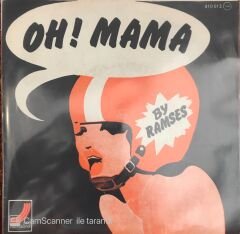 OH! MAMA
BY
RAMSES
CamScanner ile tarandı